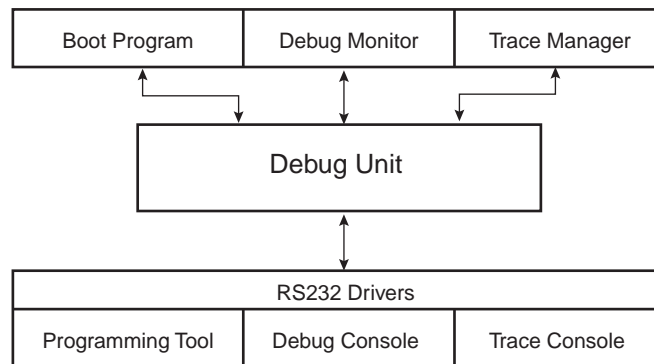 Boot Program
Debug Monitor
Trace Manager
Debug Unit
RS232 Drivers
Programming Tool
Debug Console
Trace Console